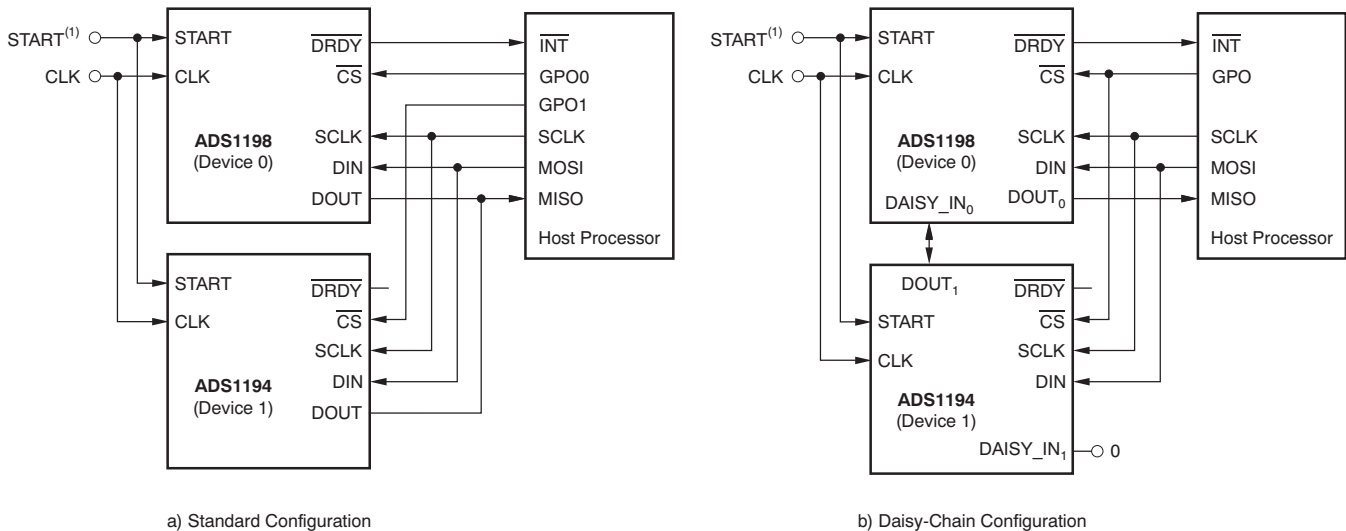 START(1)
CLK
START
CLK
ADS1198
(Device 0)
DRDY
CS
SCLK
DIN
DOUT
INT
GPO0
GPO1
SCLK
MOSI
MISO
Host Processor
START
CLK
ADS1194
(Device 1)
DRDY
CS
SCLK
DIN
DOUT
a) Standard Configuration
START(1)
CLK
START
CLK
ADS1198
(Device 0)
DRDY
CS
SCLK
DIN
DOUT0
DAISY_IN0
INT
GPO
SCLK
MOSI
MISO
Host Processor
DOUT1
START
CLK
ADS1194
(Device 1)
DRDY
CS
SCLK
DIN
DAISY_IN1
0
b) Daisy-Chain Configuration